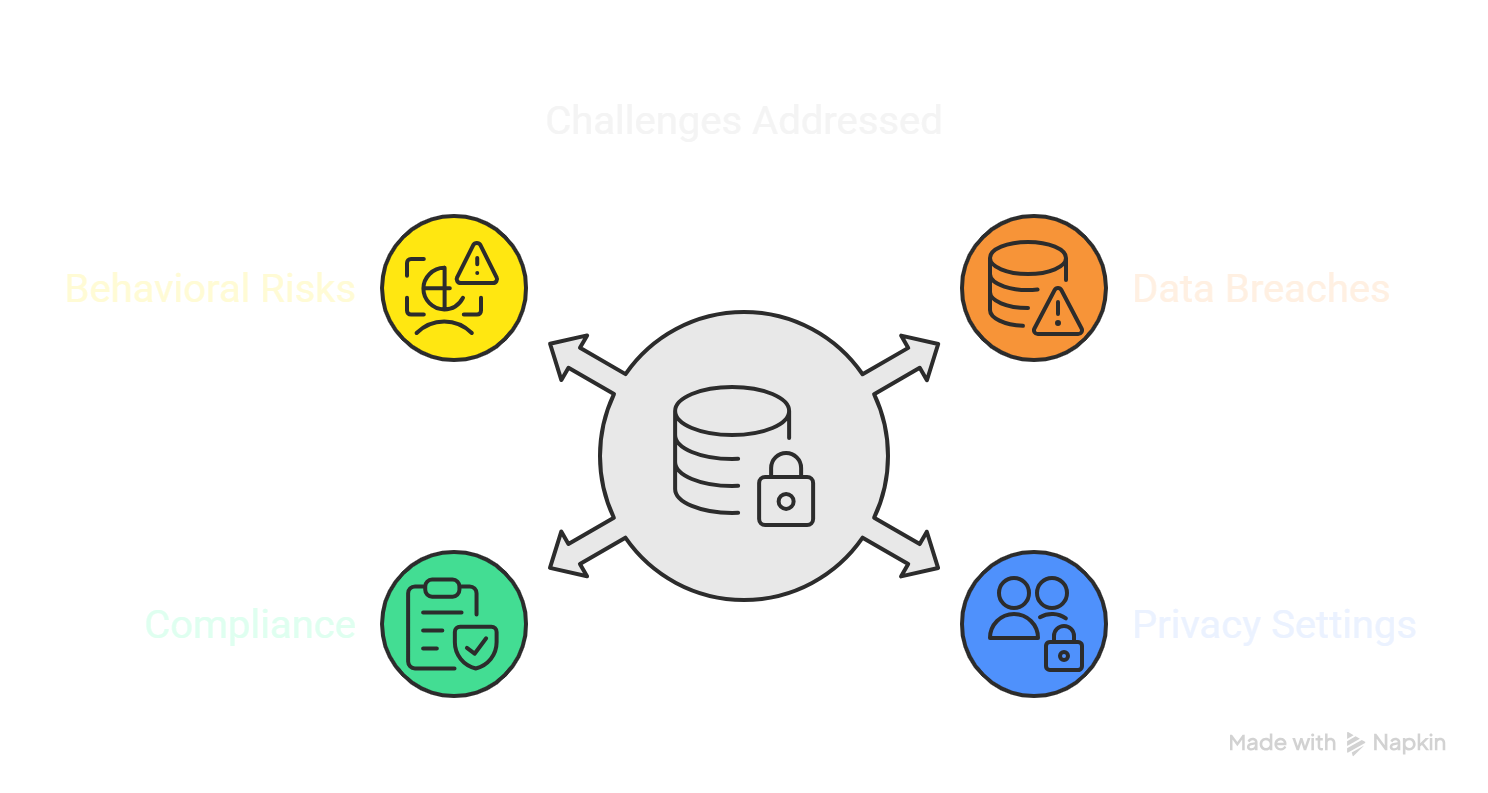 Challenges Addressed
Behavioral Risks
Data Breaches
Compliance
Privacy Settings
Made with Napkin